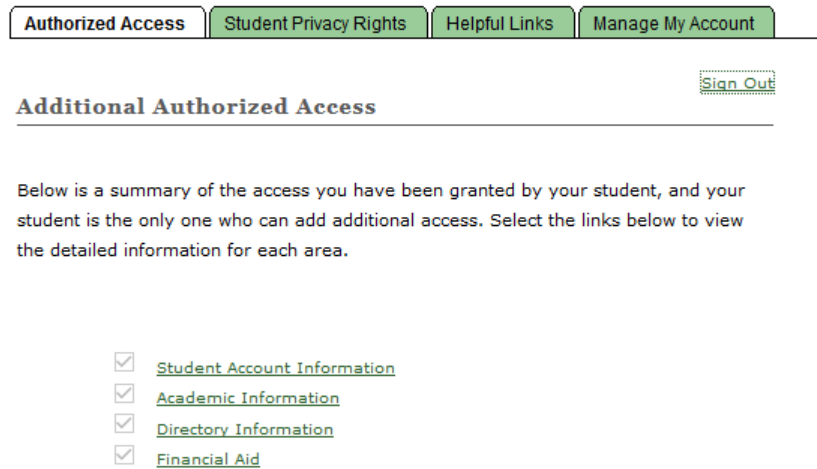 Authorized Access Student Privacy Rights Helpful Links Manage My Account
Sign Out
Additional Authorized Access
Below is a summary of the access you have been granted by your student, and your
student is the only one who can add additional access. Select the links below to view
the detailed information for each area.
Student Account Information
Academic Information
Directory Information
Financial Aid